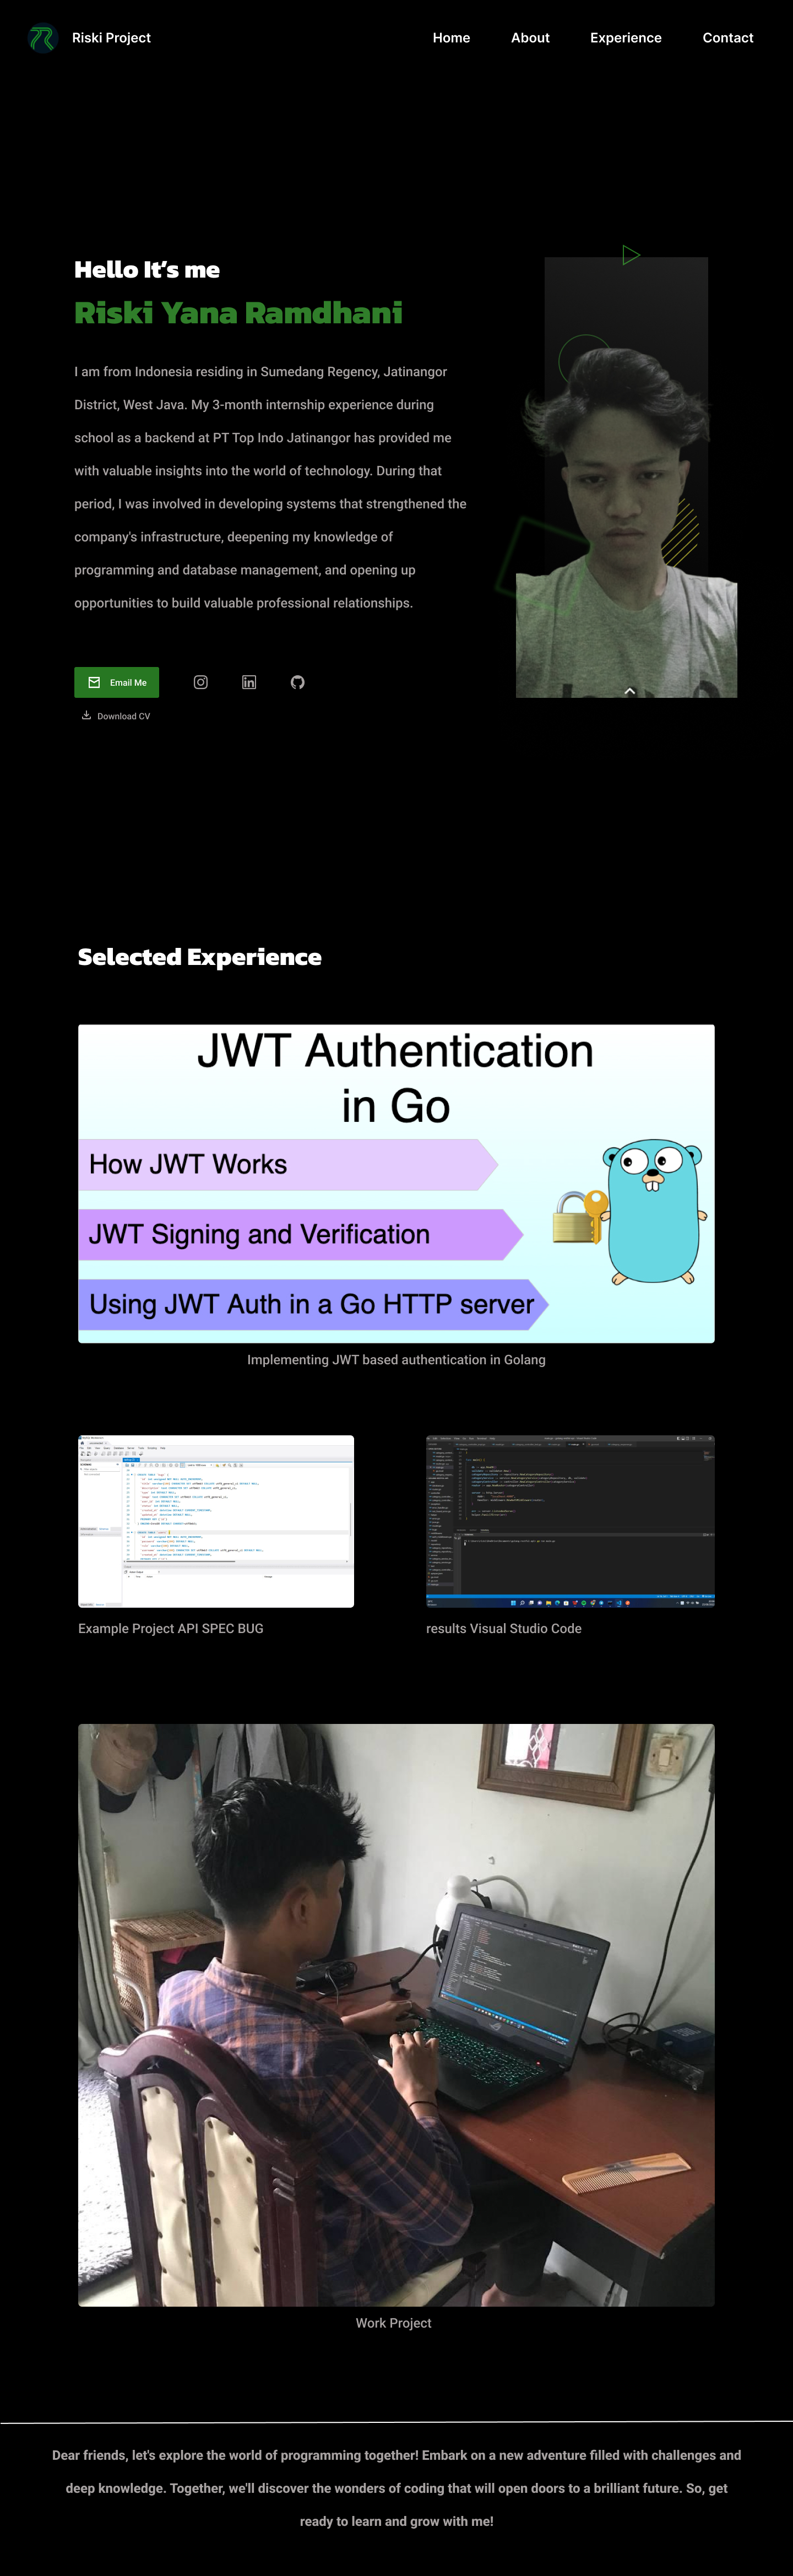 Riski Project
Home About Experience Contact
Hello It's me
Riski Yana Ramdhani
I am from Indonesia residing in Sumedang Regency, Jatinangor
District, West Java. My 3-month internship experience during
school as a backend at PT Top Indo Jatinangor has provided me
with valuable insights into the world of technology. During that
period, I was involved in developing systems that strengthened the
company's infrastructure, deepening my knowledge of
programming and database management, and opening up
opportunities to build valuable professional relationships.
Email Me
Download CV
Selected Experience
JWT Authentication
in Go
How JWT Works
JWT Signing and Verification
Using JWT Auth in a Go HTTP server
Implementing JWT based authentication in Golang
Example Project API SPEC BUG
results Visual Studio Code
Work Project
Dear friends, let's explore the world of programming together! Embark on a new adventure filled with challenges and
deep knowledge. Together, we'll discover the wonders of coding that will open doors to a brilliant future. So, get
ready to learn and grow with me!